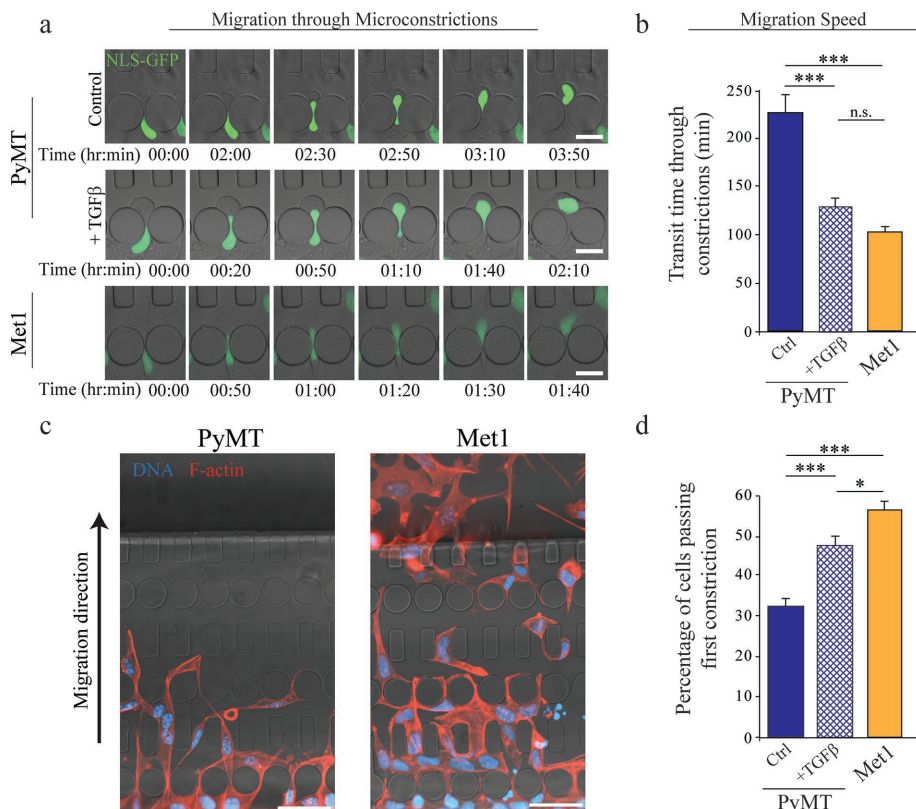 a
Migration through Microconstrictions
NLS-GFP
PyMT
Control
Time (hr:min) 00:00 02:00 02:30 02:50 03:10 03:50
+ TGFβ
Time (hr:min) 00:00 00:20 00:50 01:10 01:40 02:10
Met1
Time (hr:min) 00:00 00:50 01:00 01:20 01:30 01:40
b
Migration Speed
Transit time through
constrictions (min)
250
200
150
100
50
0
***
***
n.s.
Ctrl
+TGFβ
Met1
PyMT
c
PyMT
Met1
DNA F-actin
Migration direction
d
Percentage of cells passing
first constriction
60
50
40
30
30
10
0
***
***
*
Ctrl
+TGFβ
Met1
PyMT